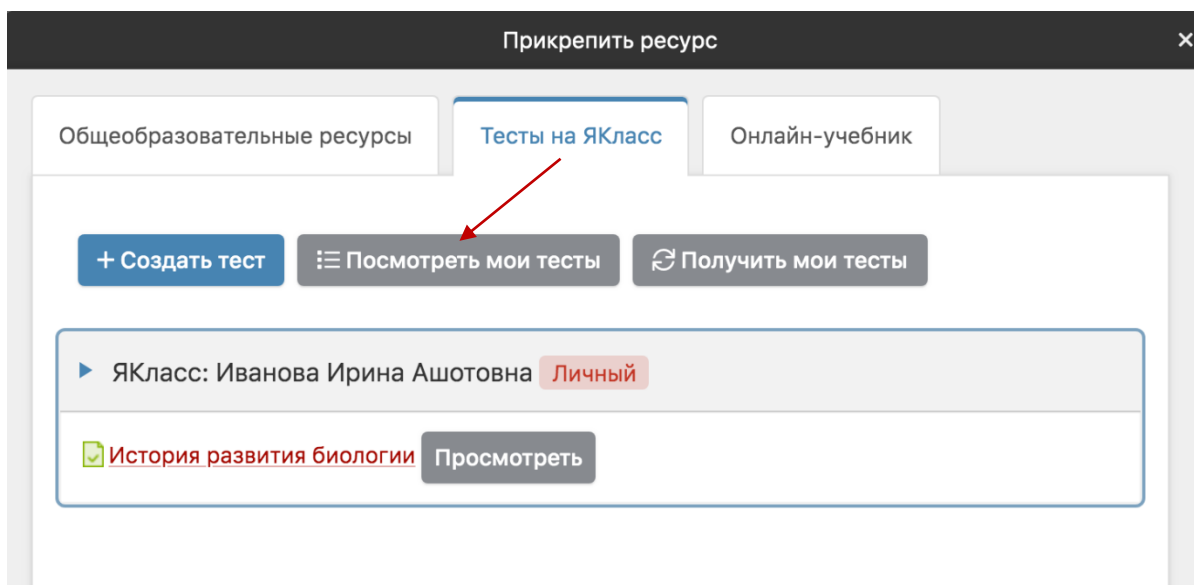 Прикрепить ресурс
Общеобразовательные ресурсы
Тесты на ЯКласс
Онлайн-учебник
+ Создать тест
Посмотреть мои тесты
Получить мои тесты
ЯКласс: Иванова Ирина Ашотовна Личный
История развития биологии Просмотреть